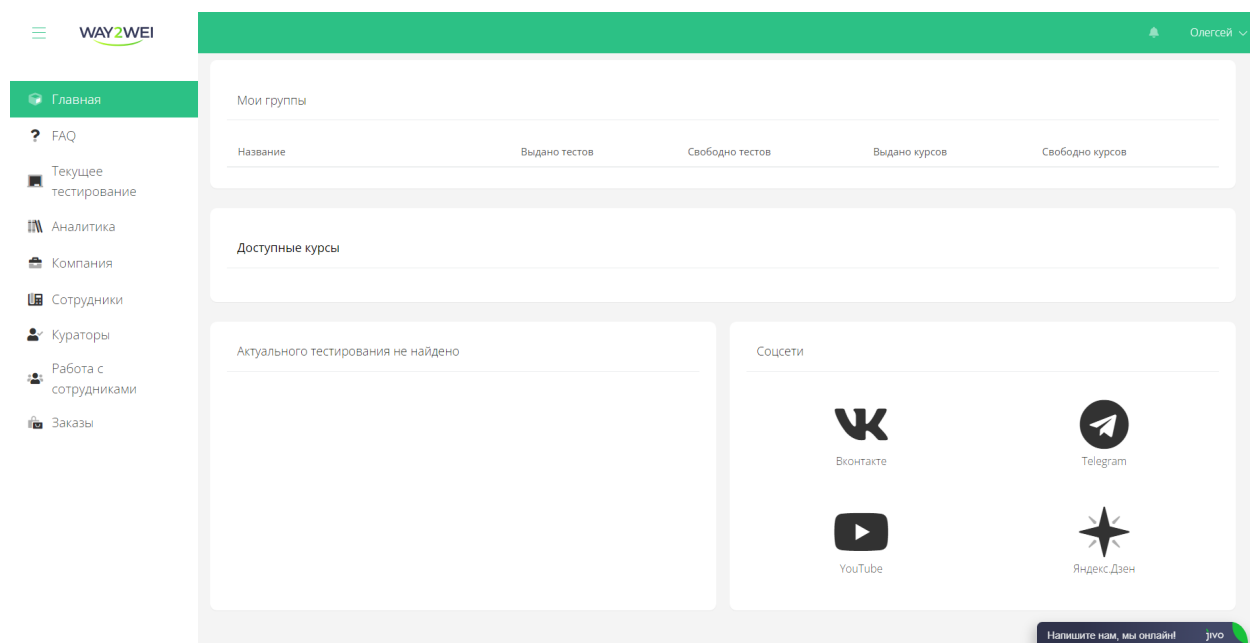 WAY2WEI
Олегсей
Главная
FAQ
Текущее
тестирование
Аналитика
Компания
Сотрудники
Кураторы
Работа с
сотрудниками
Заказы
Мои группы
Название Выдано тестов Свободно тестов Выдано курсов Свободно курсов
Доступные курсы
Актуального тестирования не найдено
Соцсети
Вконтакте Telegram
YouTube Яндекс.Дзен
Напишите нам, мы онлайн! jivo